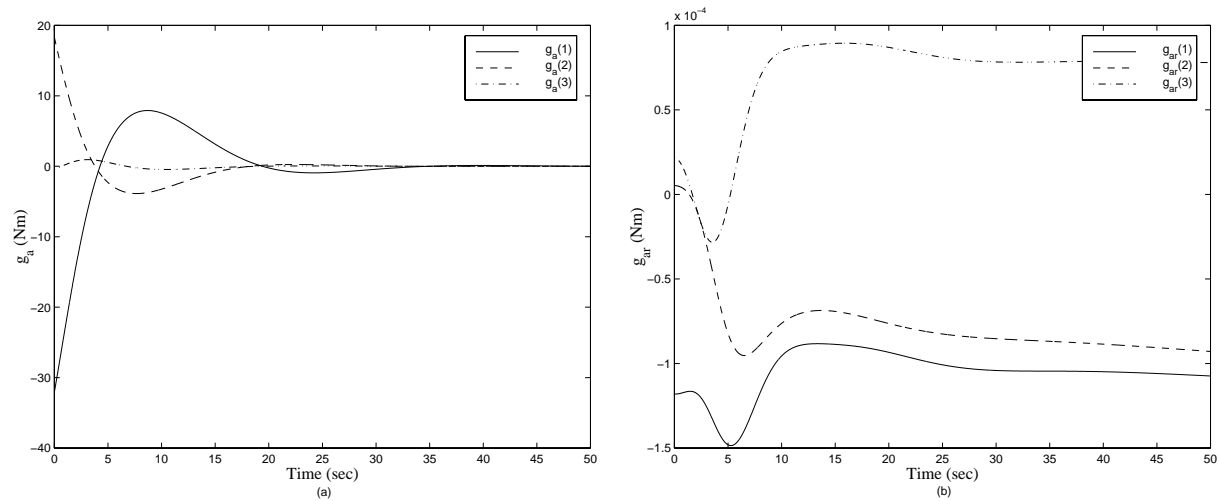 20
10
0
−10
−20
−30
−40
g_a (Nm)
g_a(1)
g_a(2)
g_a(3)
0 5 10 15 20 25 30 35 40 45 50
Time (sec)
(a)
x 10^−4
1
0.5
0
−0.5
−1
−1.5
g_ar (Nm)
g_ar(1)
g_ar(2)
g_ar(3)
0 5 10 15 20 25 30 35 40 45 50
Time (sec)
(b)